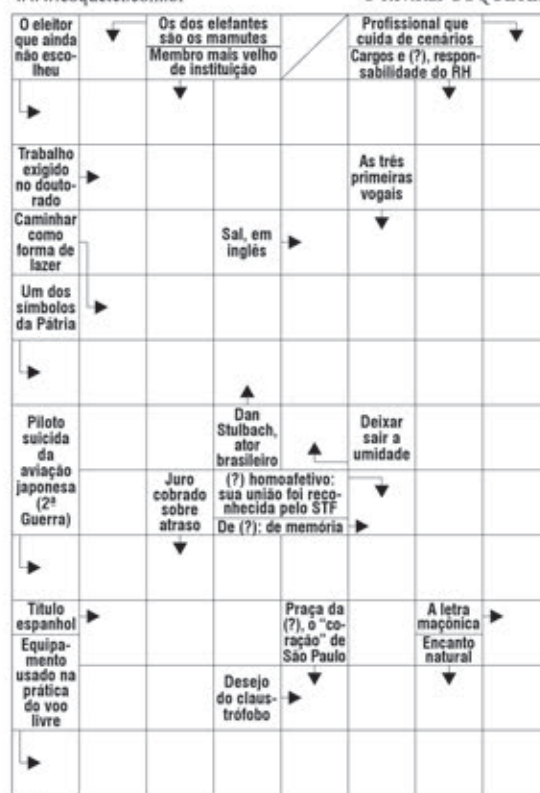 O eleitor
que ainda
não esco-
lheu
Os dos elefantes
são os mamutes
Membro mais velho
de instituição
Profissional que
cuida de cenários
Cargos e (?), respon-
sabilidade do RH
Trabalho
exigido
no douto-
rado
As três
primeiras
vogais
Caminhar
como
forma de
lazer
Sal, em
inglês
Um dos
símbolos
da Pátria
Piloto
suicida
da
aviação
japonesa
(2ª
Guerra)
Dan
Stulbach,
ator
brasileiro
Deixar
sair a
umidade
Juro
cobrado
sobre
atraso
(?) homoafetivo:
sua união foi reco-
nhecida pelo STF
De (?): de memória
Título
espanhol
Praça da
(?), o "co-
ração" de
São Paulo
A letra
maçônica
Encanto
natural
Equipa-
mento
usado na
prática
do voo
livre
Desejo
do claus-
trófobo